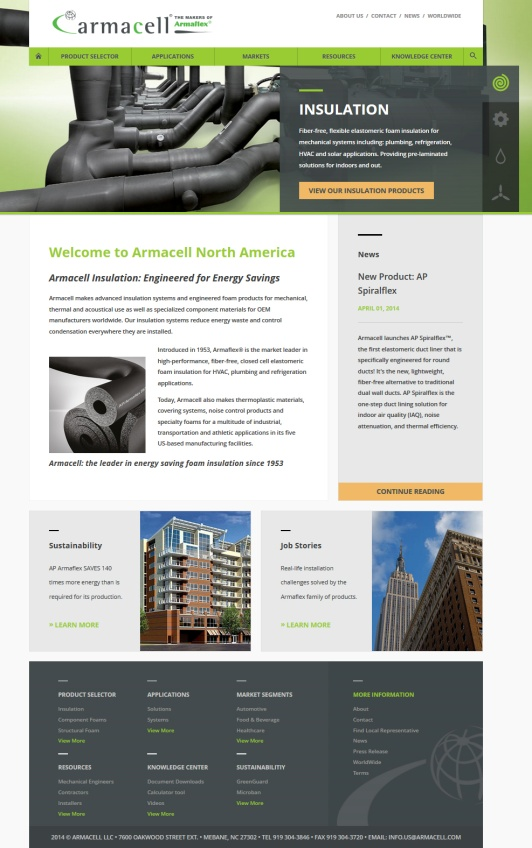 armacell®
THE MAKERS OF
Armaflex®
ABOUT US / CONTACT / NEWS / WORLDWIDE
PRODUCT SELECTOR
APPLICATIONS
MARKETS
RESOURCES
KNOWLEDGE CENTER
INSULATION
Fiber-free, flexible elastomeric foam insulation for
mechanical systems including: plumbing, refrigeration,
HVAC and solar applications. Providing pre-laminated
solutions for indoors and out.
VIEW OUR INSULATION PRODUCTS
Welcome to Armacell North America
Armacell Insulation: Engineered for Energy Savings
Armacell makes advanced insulation systems and engineered foam products for mechanical,
thermal and acoustical use as well as specialized component materials for OEM
manufacturers worldwide. Our insulation systems reduce energy waste and control
condensation everywhere they are installed.
Introduced in 1953, Armaflex® is the market leader in
high-performance, fiber-free, closed cell elastomeric
foam insulation for HVAC, plumbing and refrigeration
applications.
Today, Armacell also makes thermoplastic materials,
covering systems, noise control products and
specialty foams for a multitude of industrial,
transportation and athletic applications in its five
US-based manufacturing facilities.
Armacell: the leader in energy saving foam insulation since 1953
News
New Product: AP
Spiralflex
APRIL 01, 2014
Armacell launches AP Spiralflex™,
the first elastomeric duct liner that is
specifically engineered for round
ducts! It's the new, lightweight,
fiber-free alternative to traditional
dual wall ducts. AP Spiralflex is the
one-step duct lining solution for
indoor air quality (IAQ), noise
attenuation, and thermal efficiency.
CONTINUE READING
Sustainability
AP Armaflex SAVES 140
times more energy than is
required for its production.
» LEARN MORE
Job Stories
Real-life installation
challenges solved by the
Armaflex family of products.
» LEARN MORE
PRODUCT SELECTOR
Insulation
Component Foams
Structural Foam
View More
APPLICATIONS
Solutions
Systems
View More
MARKET SEGMENTS
Automotive
Food & Beverage
Healthcare
View More
MORE INFORMATION
About
Contact
Find Local Representative
News
Press Release
WorldWide
Terms
RESOURCES
Mechanical Engineers
Contractors
Installers
View More
KNOWLEDGE CENTER
Document Downloads
Calculator tool
Videos
View More
SUSTAINABILITIY
GreenGuard
Microban
View More
2014 © ARMACELL LLC • 7600 OAKWOOD STREET EXT. • MEBANE, NC 27302 • TEL 919 304-3846 • FAX 919 304-3720 • EMAIL: INFO.US@ARMACELL.COM